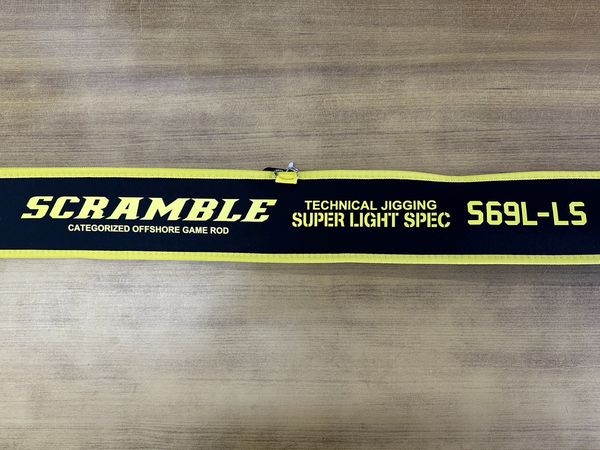 SCRAMBLE
CATEGORIZED OFFSHORE GAME ROD
TECHNICAL JIGGING
SUPER LIGHT SPEC
S69L-LS